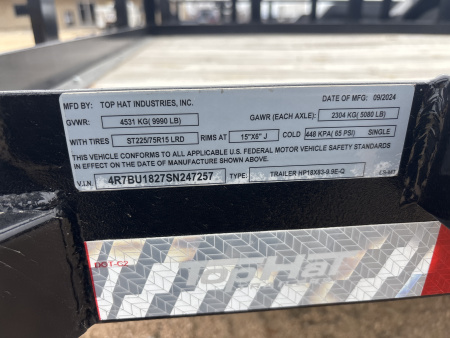 MFD BY: TOP HAT INDUSTRIES, INC. DATE OF MFG: 09/2024
GVWR: 4531 KG(9990 LB) GAWR (EACH AXLE): 2304 KG( 5080 LB)
WITH TIRES ST225/75R15 LRD RIMS AT 15"X6" J COLD 448 KPA( 65 PSI) SINGLE
THIS VEHICLE CONFORMS TO ALL APPLICABLE U.S. FEDERAL MOTOR VEHICLE SAFETY STANDARDS
IN EFFECT ON THE DATE OF MANUFACTURE SHOWN ABOVE.
V.I.N. 4R7BU1827SN247257 TYPE: TRAILER HP18X83-9.9E-Q
DOT-C2
Top Hat